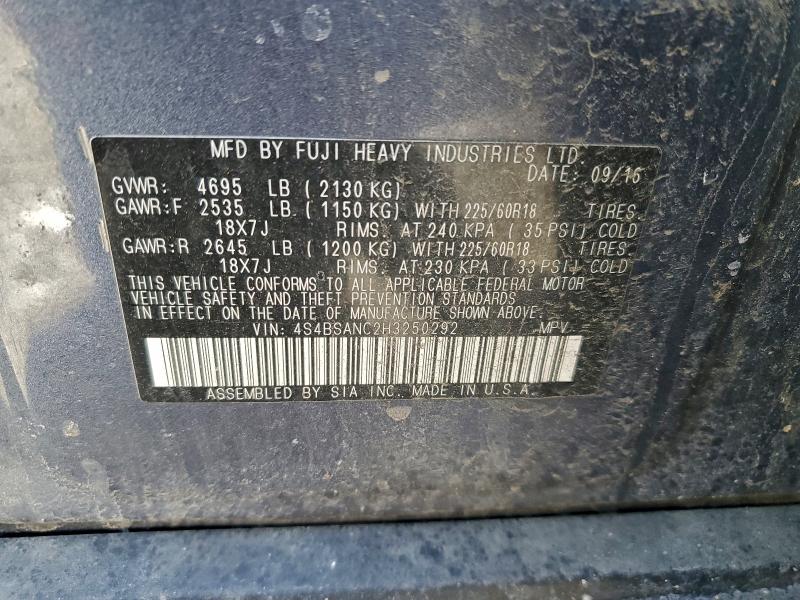 MFD BY FUJI HEAVY INDUSTRIES LTD.
DATE: 09/16
GVWR: 4695 LB ( 2130 KG)
GAWR:F 2535 LB ( 1150 KG) WITH 225/60R18 TIRES
18X7J RIMS, AT 240 KPA ( 35 PSI) COLD
GAWR:R 2645 LB ( 1200 KG) WITH 225/60R18 TIRES
18X7J RIMS, AT 230 KPA ( 33 PSI) COLD
THIS VEHICLE CONFORMS TO ALL APPLICABLE FEDERAL MOTOR
VEHICLE SAFETY AND THEFT PREVENTION STANDARDS
IN EFFECT ON THE DATE OF MANUFACTURE SHOWN ABOVE.
VIN: 4S4BSANC2H3250292 MPV
ASSEMBLED BY SIA INC. MADE IN U.S.A.